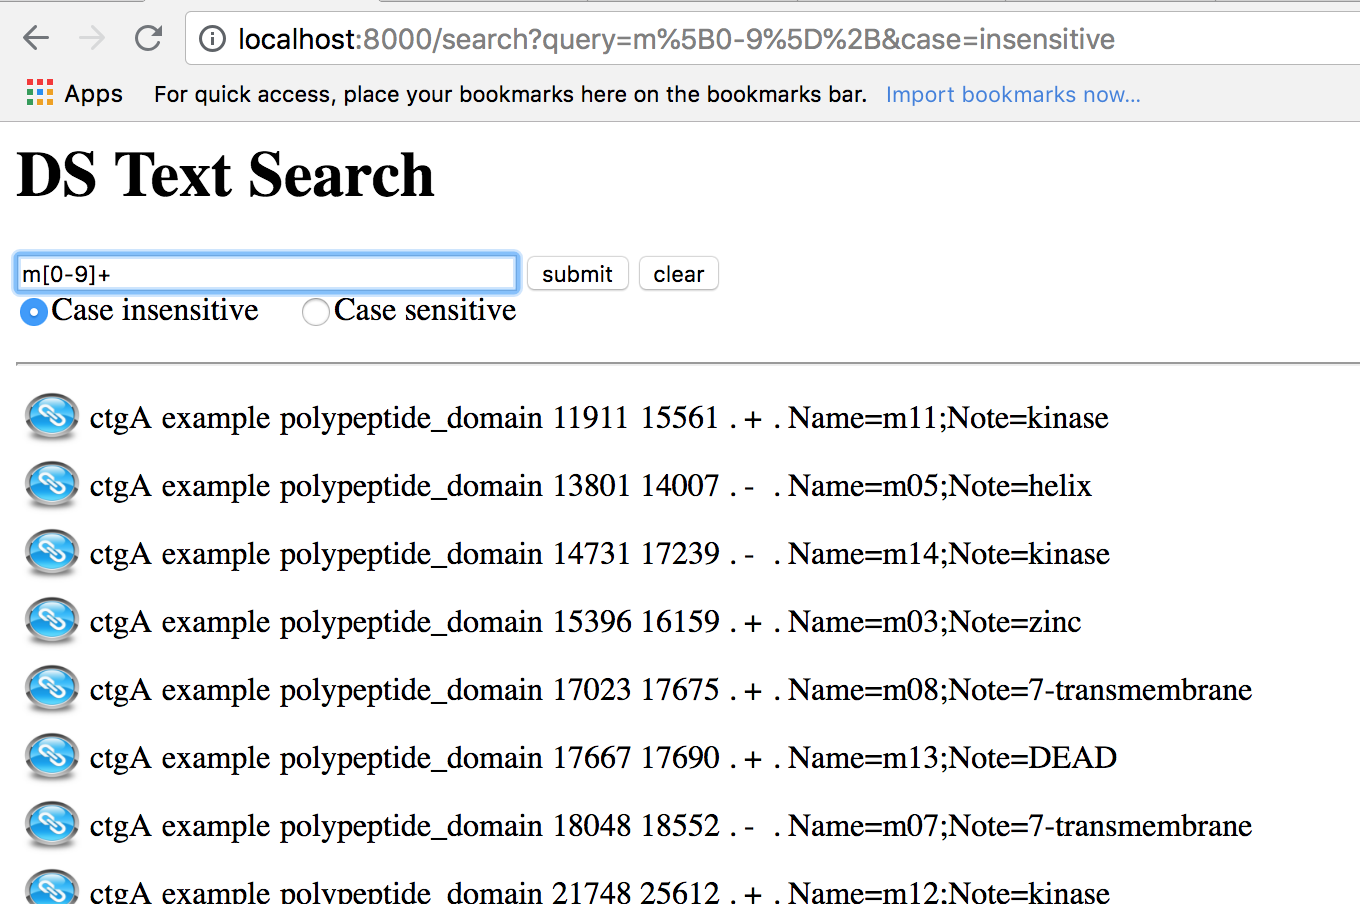 localhost:8000/search?query=m%5B0-9%5D%2B&case=insensitive
Apps For quick access, place your bookmarks here on the bookmarks bar. Import bookmarks now...
DS Text Search
m[0-9]+ submit clear
Case insensitive Case sensitive
ctgA example polypeptide_domain 11911 15561 . + . Name=m11;Note=kinase
ctgA example polypeptide_domain 13801 14007 . - . Name=m05;Note=helix
ctgA example polypeptide_domain 14731 17239 . - . Name=m14;Note=kinase
ctgA example polypeptide_domain 15396 16159 . + . Name=m03;Note=zinc
ctgA example polypeptide_domain 17023 17675 . + . Name=m08;Note=7-transmembrane
ctgA example polypeptide_domain 17667 17690 . + . Name=m13;Note=DEAD
ctgA example polypeptide_domain 18048 18552 . - . Name=m07;Note=7-transmembrane
ctgA example polypeptide_domain 21748 25612 . + . Name=m12;Note=kinase